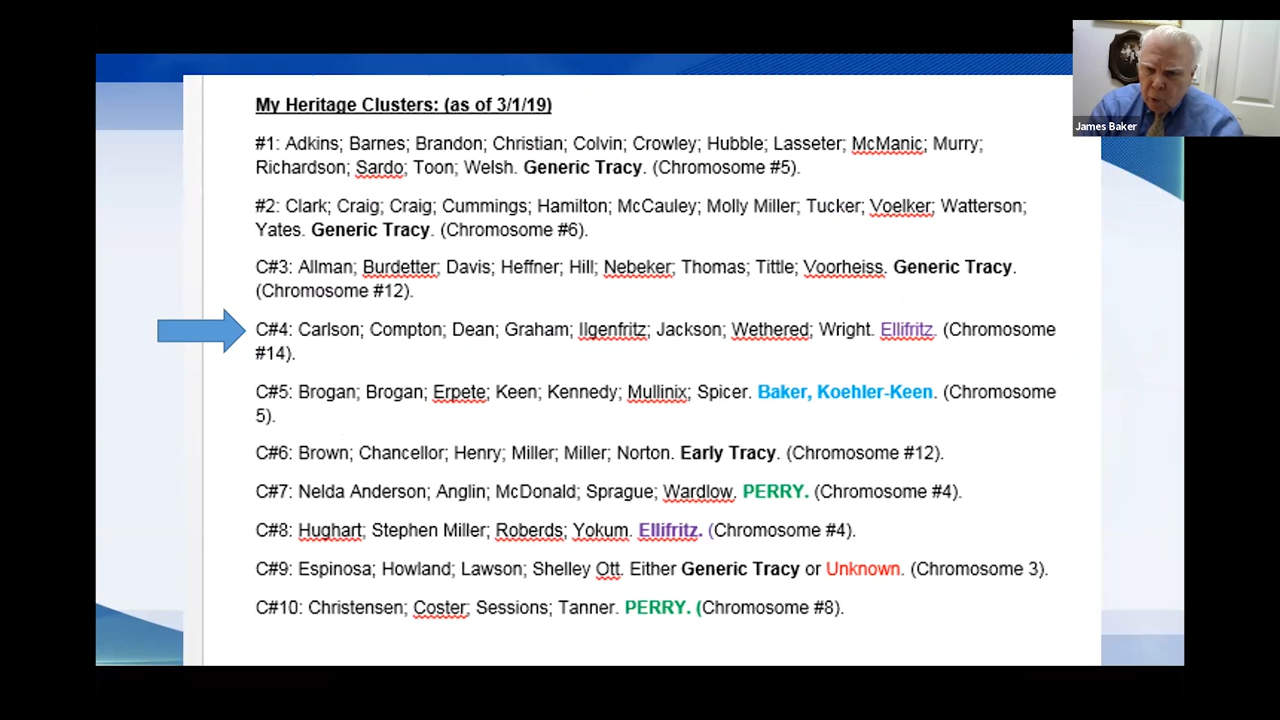 My Heritage Clusters: (as of 3/1/19)
#1: Adkins; Barnes; Brandon; Christian; Colvin; Crowley; Hubble; Lasseter; McManic; Murry;
Richardson; Sardo; Toon; Welsh. Generic Tracy. (Chromosome #5).
#2: Clark; Craig; Craig; Cummings; Hamilton; McCauley; Molly Miller; Tucker; Voelker; Watterson;
Yates. Generic Tracy. (Chromosome #6).
C#3: Allman; Burdetter; Davis; Heffner; Hill; Nebeker; Thomas; Tittle; Voorheiss. Generic Tracy.
(Chromosome #12).
C#4: Carlson; Compton; Dean; Graham; Ilgenfritz; Jackson; Wethered; Wright. Ellifritz. (Chromosome
#14).
C#5: Brogan; Brogan; Erpete; Keen; Kennedy; Mullinix; Spicer. Baker, Koehler-Keen. (Chromosome
5).
C#6: Brown; Chancellor; Henry; Miller; Miller; Norton. Early Tracy. (Chromosome #12).
C#7: Nelda Anderson; Anglin; McDonald; Sprague; Wardlow. PERRY. (Chromosome #4).
C#8: Hughart; Stephen Miller; Roberds; Yokum. Ellifritz. (Chromosome #4).
C#9: Espinosa; Howland; Lawson; Shelley Ott. Either Generic Tracy or Unknown. (Chromosome 3).
C#10: Christensen; Coster; Sessions; Tanner. PERRY. (Chromosome #8).
James Baker